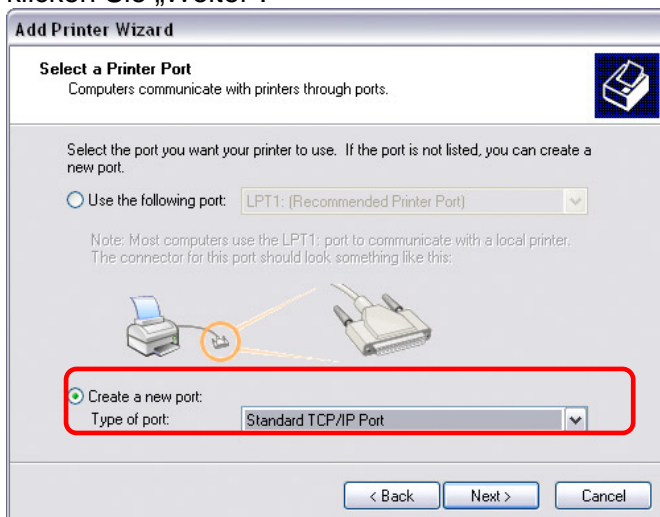 klicken Sie „Weiter“.
Add Printer Wizard
Select a Printer Port
Computers communicate with printers through ports.
Select the port you want your printer to use. If the port is not listed, you can create a
new port.
Use the following port: LPT1: (Recommended Printer Port)
Note: Most computers use the LPT1: port to communicate with a local printer.
The connector for this port should look something like this:
Create a new port:
Type of port: Standard TCP/IP Port
< Back Next > Cancel